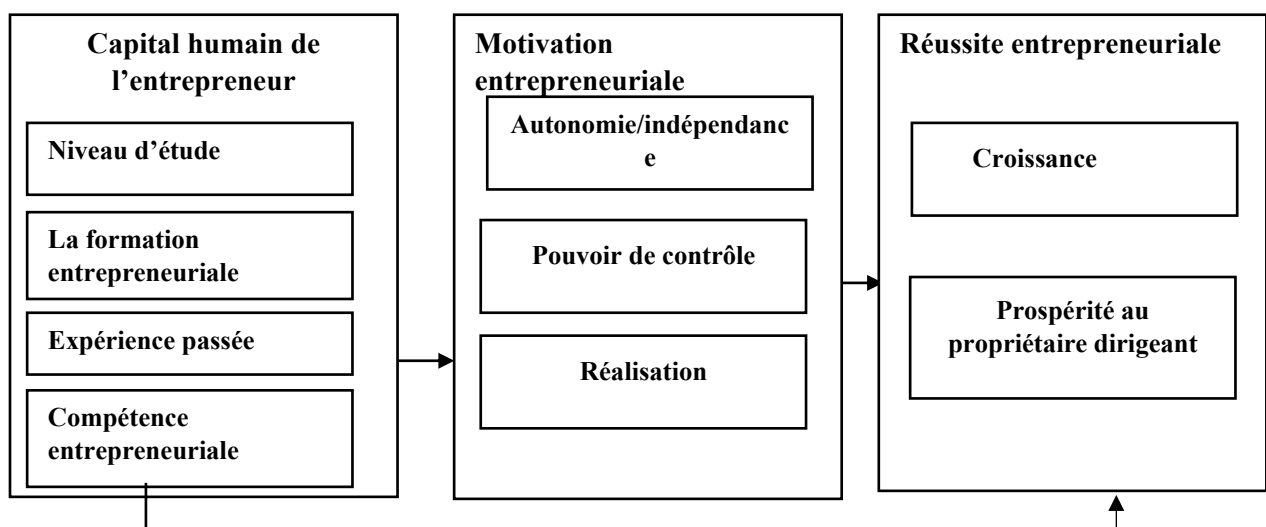 Capital humain de
l’entrepreneur
Niveau d’étude
La formation
entrepreneuriale
Expérience passée
Compétence
entrepreneuriale
Motivation
entrepreneuriale
Autonomie/indépendanc
e
Pouvoir de contrôle
Réalisation
Réussite entrepreneuriale
Croissance
Prospérité au
propriétaire dirigeant